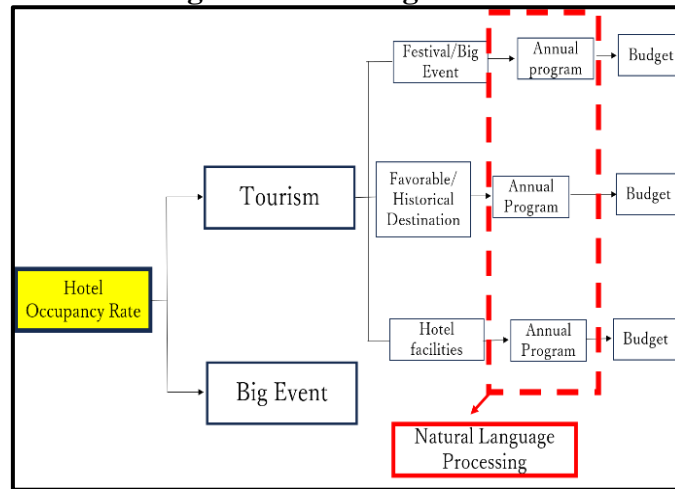 Festival/Big
Event
Annual
program
Budget
Tourism
Favorable/
Historical
Destination
Annual
Program
Budget
Hotel
Occupancy Rate
Hotel
facilities
Annual
Program
Budget
Big Event
Natural Language
Processing